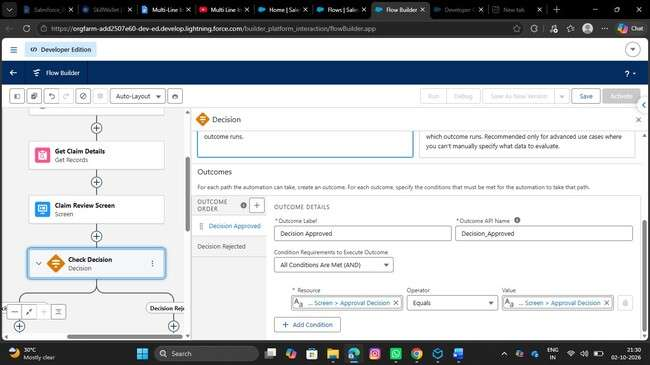 Salesforce_
SkillWallet |
Multi-Line I
Multi Line In
Home | Sale
Flows | Sale
Flow Builder
Developer
New tab
https://orgfarm-add2507e60-dev-ed.develop.lightning.force.com/builder_platform_interaction/flowBuilder.app
Chat
Developer Edition
Flow Builder
?
Auto-Layout
Run
Debug
Save As New Version
Save
Activate
Decision
outcome runs.
which outcome runs. Recommended only for advanced use cases where
you can't manually specify what data to evaluate.
Get Claim Details
Get Records
Claim Review Screen
Screen
Check Decision
Decision
Decision Reje
Outcomes
For each path the automation can take, create an outcome. For each outcome, specify the conditions that must be met for the automation to take that path.
OUTCOME
ORDER
Decision Approved
Decision Rejected
OUTCOME DETAILS
*Outcome Label
*Outcome API Name
Decision Approved
Decision_Approved
Condition Requirements to Execute Outcome
All Conditions Are Met (AND)
* Resource
Operator
Value
Aa ... Screen > Approval Decision
Equals
Aa ... Screen > Approval Decision
+ Add Condition
30°C
Mostly clear
Search
ENG
IN
21:30
02-10-2026